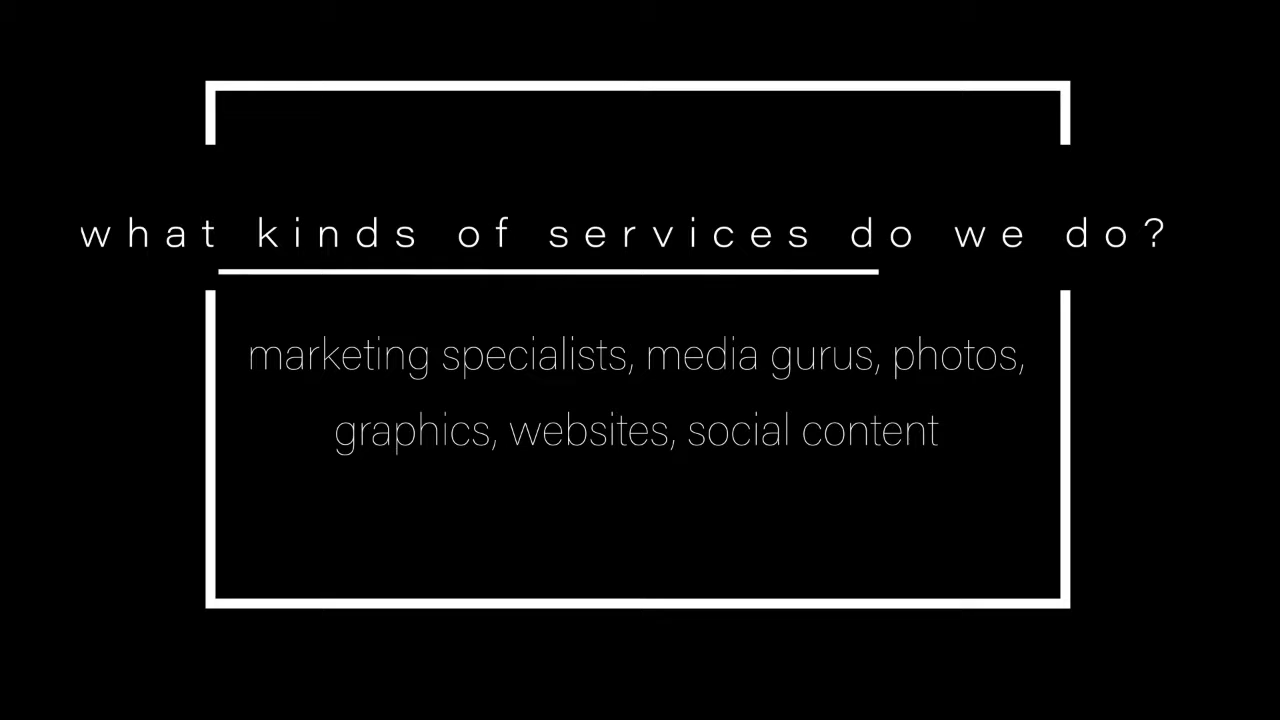 what kinds of services do we do?
marketing specialists, media gurus, photos,
graphics, websites, social content